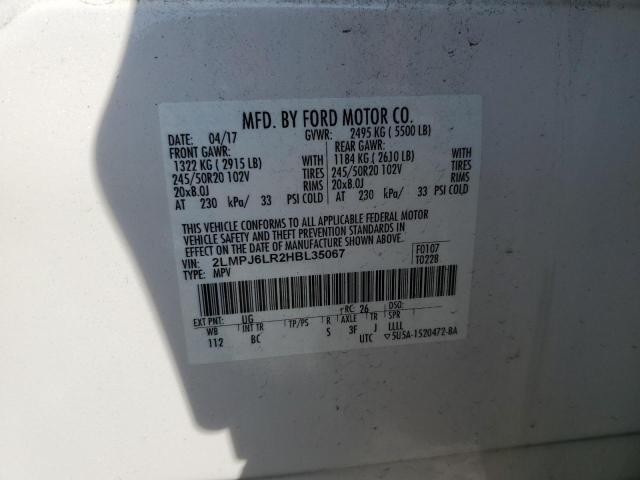 MFD. BY FORD MOTOR CO.
DATE: 04/17 GVWR: 2495 KG ( 5500 LB)
FRONT GAWR: REAR GAWR:
1322 KG ( 2915 LB) WITH 1184 KG ( 2610 LB) WITH
245/50R20 102V TIRES 245/50R20 102V TIRES
20x8.0J RIMS 20x8.0J RIMS
AT 230 kPa/ 33 PSI COLD AT 230 kPa/ 33 PSI COLD
THIS VEHICLE CONFORMS TO ALL APPLICABLE FEDERAL MOTOR
VEHICLE SAFETY AND THEFT PREVENTION STANDARDS IN
EFFECT ON THE DATE OF MANUFACTURE SHOWN ABOVE.
VIN: 2LMPJ6LR2HBL35067 F0107
TYPE: MPV T0228
EXT PNT: UG RC: 26 DSO:
WB INT TR TP/PS R AXLE TR SPR
112 BC S 3F J LLLL
UTC ▽5U5A-1520472-BA